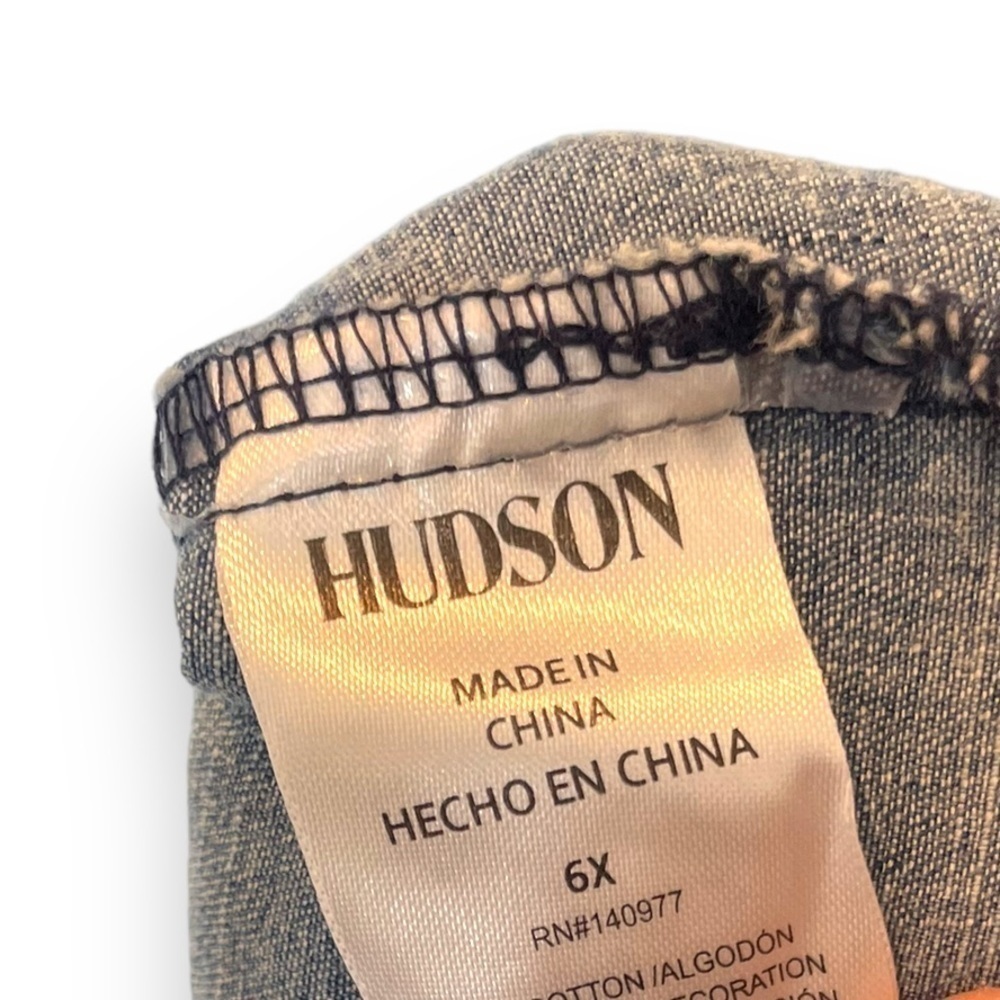 HUDSON
MADE IN
CHINA
HECHO EN CHINA
6X
RN#140977
COTTON /ALGODÓN